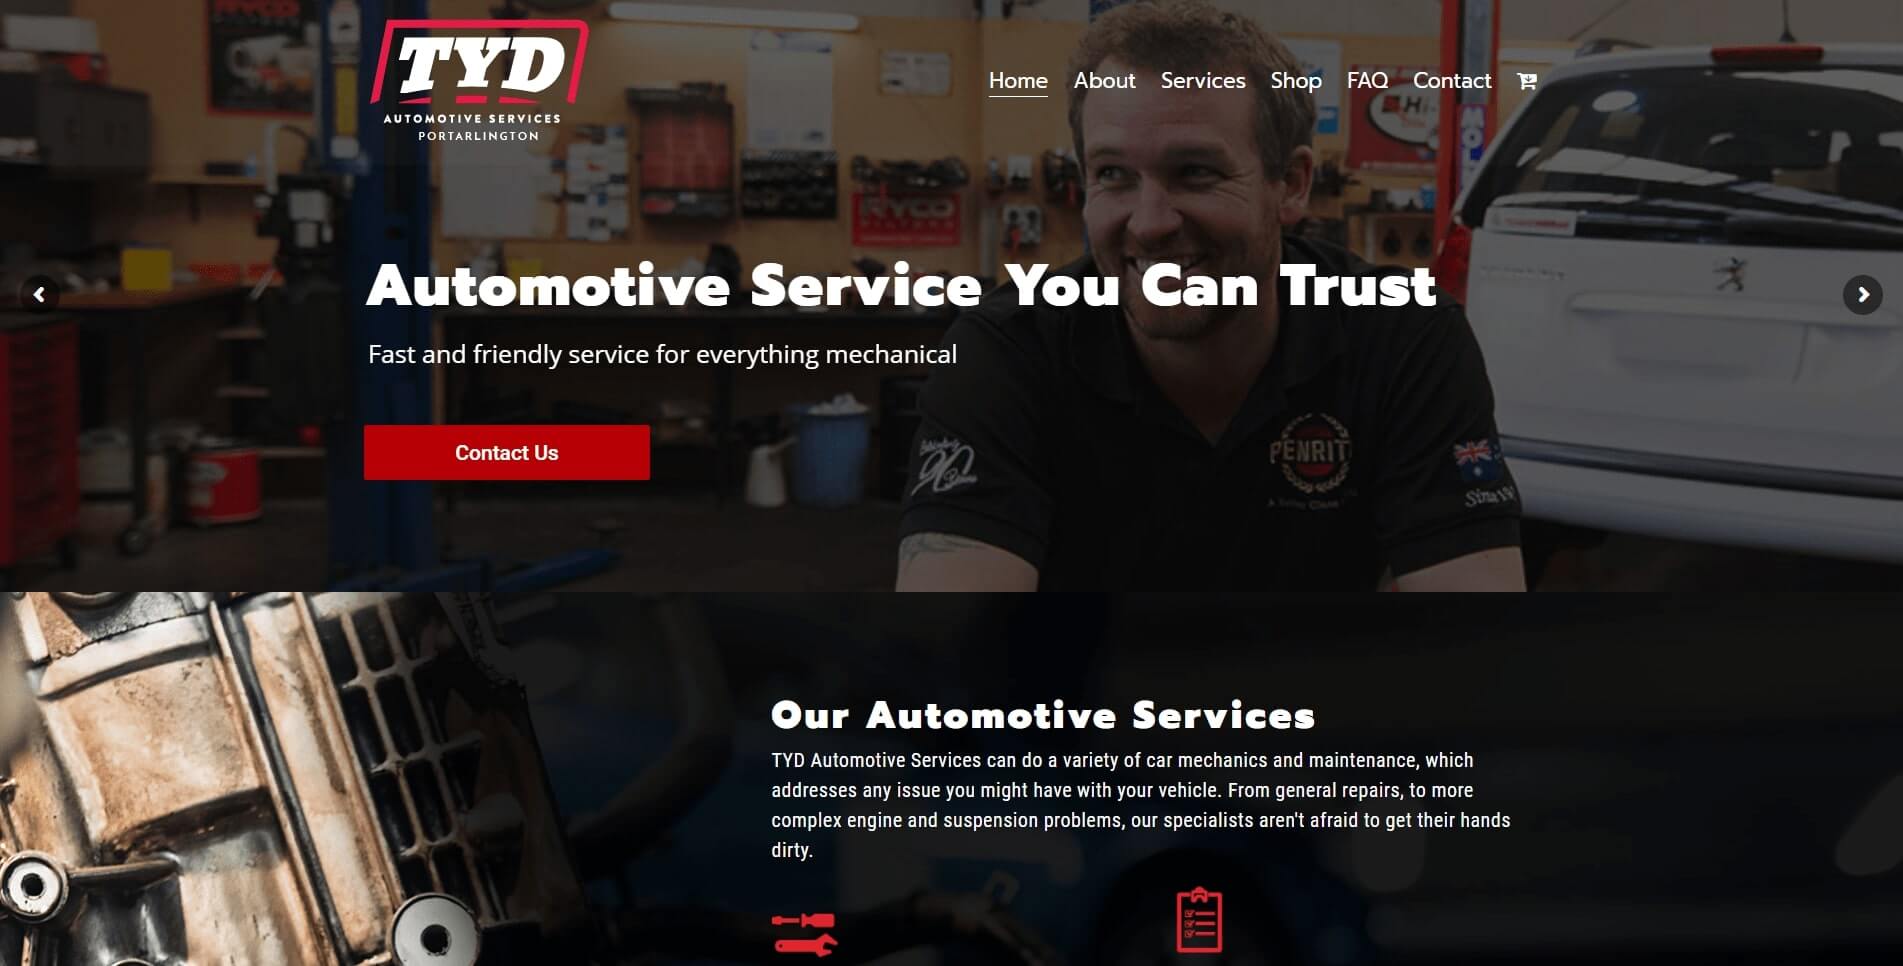 TYD
AUTOMOTIVE SERVICES
PORTARLINGTON
Home
About
Services
Shop
FAQ
Contact
RYCO
Automotive Service You Can Trust
Fast and friendly service for everything mechanical
PENRIT
Contact Us
Our Automotive Services
TYD Automotive Services can do a variety of car mechanics and maintenance, which
addresses any issue you might have with your vehicle. From general repairs, to more
complex engine and suspension problems, our specialists aren't afraid to get their hands
dirty.